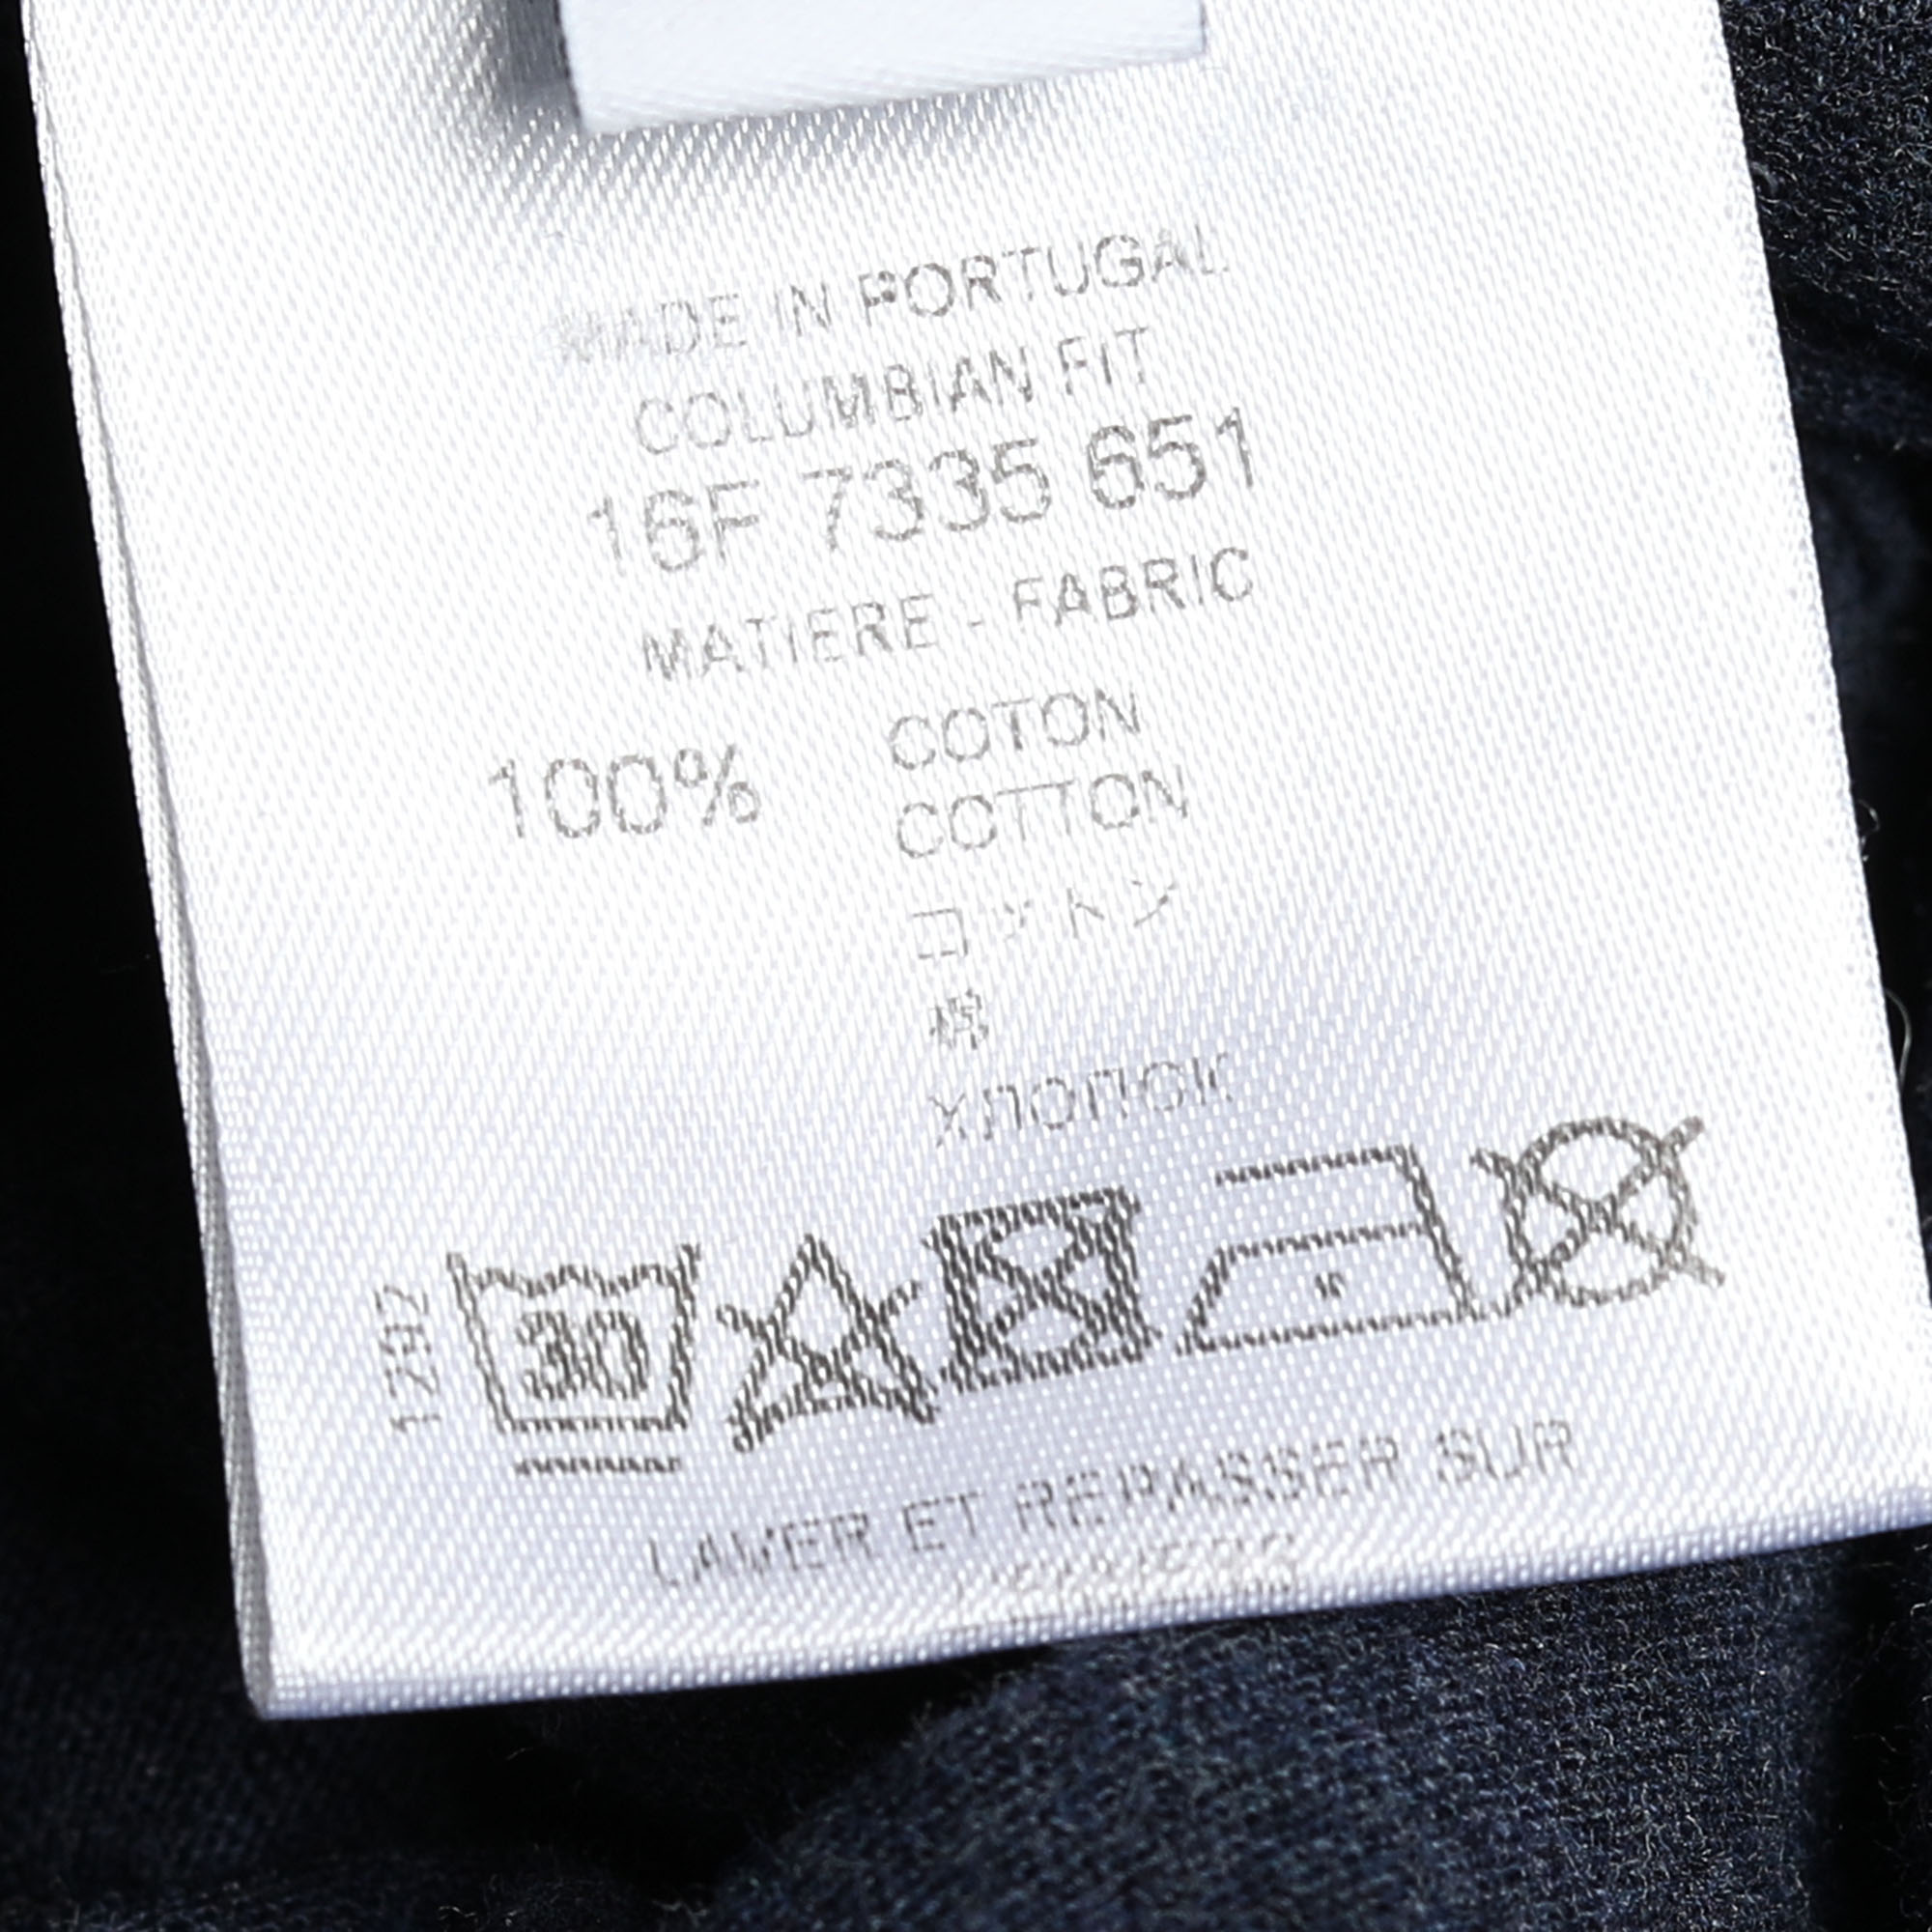 MADE IN PORTUGAL
COLUMBIAN FIT
16F 7335 651
MATIERE - FABRIC
100%
COTON
COTTON
コットン
棉
ХЛОПОК
1292
30
LAVER ET REPASSER SUR